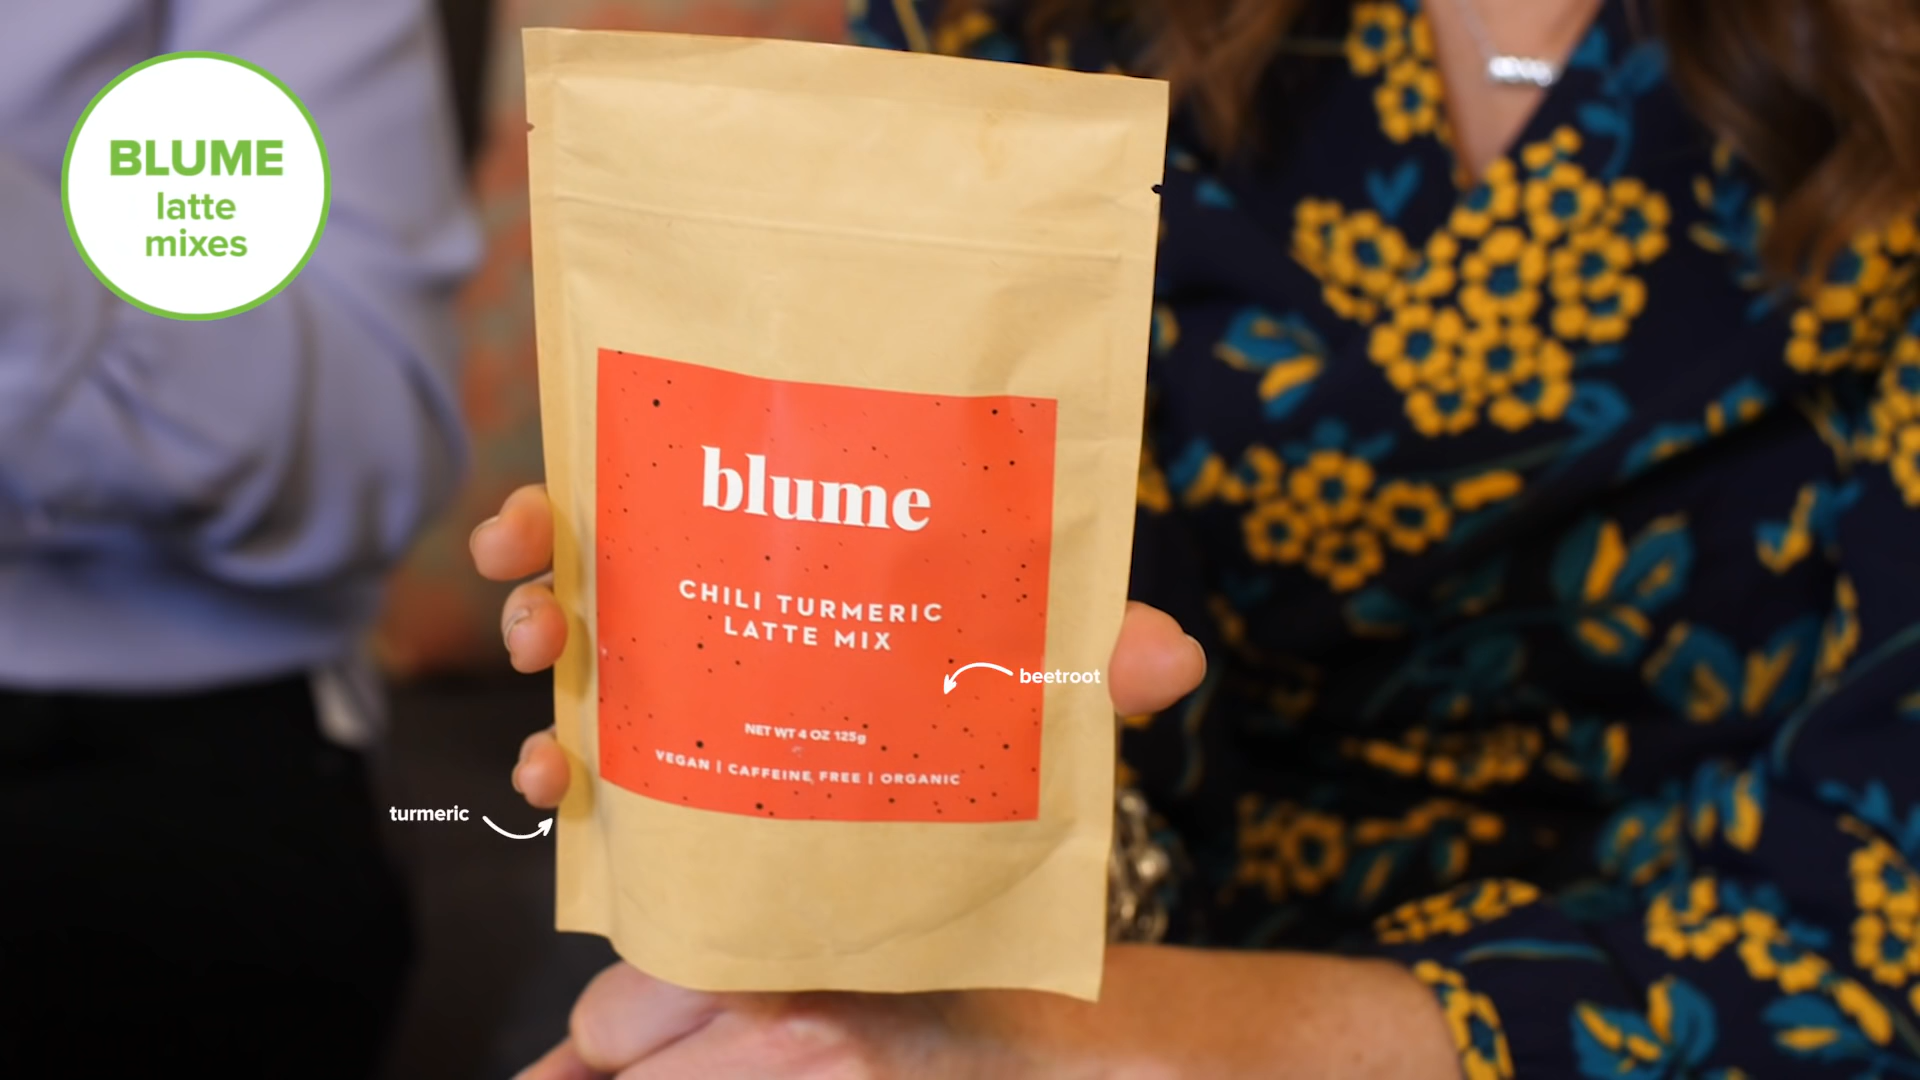 BLUME
latte
mixes
blume
CHILI TURMERIC
LATTE MIX
beetroot
NET WT 4 OZ 125g
VEGAN | CAFFEINE FREE | ORGANIC
turmeric